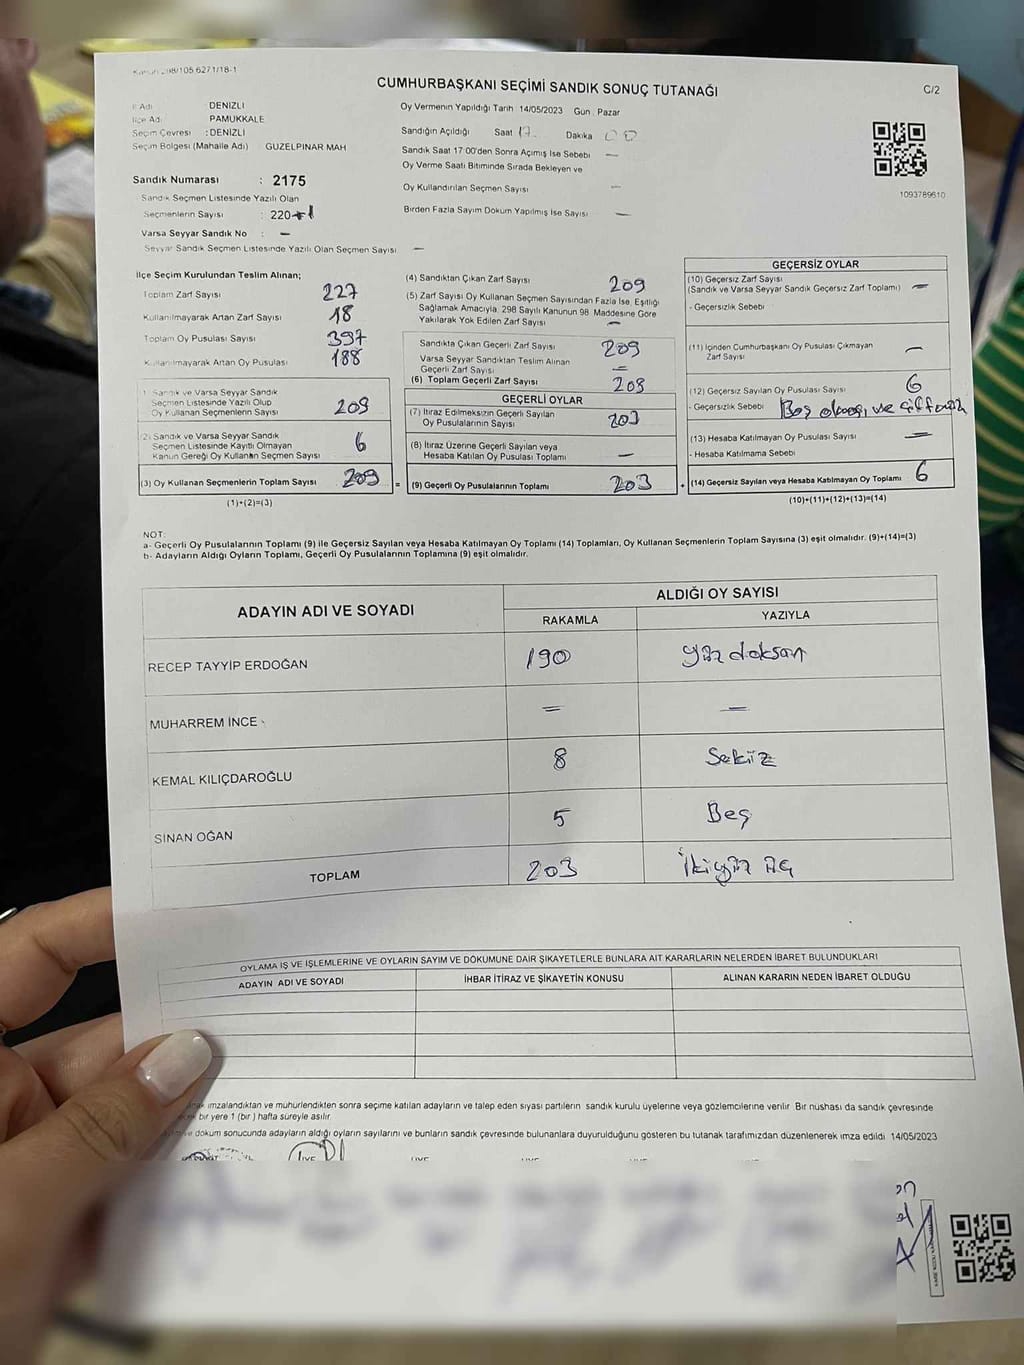 Kanun 298/105,6271/18-1
CUMHURBAŞKANI SEÇİMİ SANDIK SONUÇ TUTANAĞI
C/2
İl Adı : DENİZLİ
İlçe Adı PAMUKKALE
Seçim Çevresi : DENİZLİ
Seçim Bölgesi (Mahalle Adı) GÜZELPINAR MAH
Oy Vermenin Yapıldığı Tarih 14/05/2023 Gün Pazar
Sandığın Açıldığı Saat 17 Dakika 00
Sandık Saat 17:00'den Sonra Açımış İse Sebebi —
Oy Verme Saati Bitiminde Sırada Bekleyen ve
Oy Kullandırılan Seçmen Sayısı —
Birden Fazla Sayım Döküm Yapılmış İse Sayısı —
1093789610
Sandık Numarası : 2175
Sandık Seçmen Listesinde Yazılı Olan
Seçmenlerin Sayısı : 220
Varsa Seyyar Sandık No : —
Seyyar Sandık Seçmen Listesinde Yazılı Olan Seçmen Sayısı —
İlçe Seçim Kurulundan Teslim Alınan;
Toplam Zarf Sayısı 227
Kullanılmayarak Artan Zarf Sayısı 18
Toplam Oy Pusulası Sayısı 397
Kullanılmayarak Artan Oy Pusulası 188
(1) Sandık ve Varsa Seyyar Sandık
Seçmen Listesinde Yazılı Olup
Oy Kullanan Seçmenlerin Sayısı 209
(2) Sandık ve Varsa Seyyar Sandık
Seçmen Listesinde Kayıtlı Olmayan
Kanun Gereği Oy Kullanan Seçmen Sayısı 6
(3) Oy Kullanan Seçmenlerin Toplam Sayısı 209 =
(1)+(2)=(3)
(4) Sandıktan Çıkan Zarf Sayısı 209
(5) Zarf Sayısı Oy Kullanan Seçmen Sayısından Fazla İse, Eşitliği
Sağlamak Amacıyla, 298 Sayılı Kanunun 98. Maddesine Göre
Yakılarak Yok Edilen Zarf Sayısı —
Sandıkta Çıkan Geçerli Zarf Sayısı 209
Varsa Seyyar Sandıktan Teslim Alınan
Geçerli Zarf Sayısı =
(6) Toplam Geçerli Zarf Sayısı 209
GEÇERLİ OYLAR
(7) İtiraz Edilmeksizin Geçerli Sayılan
Oy Pusulalarının Sayısı 203
(8) İtiraz Üzerine Geçerli Sayılan veya
Hesaba Katılan Oy Pusulası Toplamı —
(9) Geçerli Oy Pusulalarının Toplamı 203 +
GEÇERSİZ OYLAR
(10) Geçersiz Zarf Sayısı
(Sandık ve Varsa Seyyar Sandık Geçersiz Zarf Toplamı) —
- Geçersizlik Sebebi
(11) İçinden Cumhurbaşkanı Oy Pusulası Çıkmayan
Zarf Sayısı —
(12) Geçersiz Sayılan Oy Pusulası Sayısı 6
- Geçersizlik Sebebi Boş olması ve
(13) Hesaba Katılmayan Oy Pusulası Sayısı =
- Hesaba Katılmama Sebebi
(14) Geçersiz Sayılan veya Hesaba Katılmayan Oy Toplamı 6
(10)+(11)+(12)+(13)=(14)
NOT:
a- Geçerli Oy Pusulalarının Toplamı (9) ile Geçersiz Sayılan veya Hesaba Katılmayan Oy Toplamı (14) Toplamları, Oy Kullanan Seçmenlerin Toplam Sayısına (3) eşit olmalıdır. (9)+(14)=(3)
b- Adayların Aldığı Oyların Toplamı, Geçerli Oy Pusulalarının Toplamına (9) eşit olmalıdır.
ADAYIN ADI VE SOYADI
ALDIĞI OY SAYISI
RAKAMLA YAZIYLA
RECEP TAYYİP ERDOĞAN 190 yüz doksan
MUHARREM İNCE = =
KEMAL KILIÇDAROĞLU 8 Sekiz
SİNAN OĞAN 5 Beş
TOPLAM 203 İkiyüz üç
OYLAMA İŞ VE İŞLEMLERİNE VE OYLARIN SAYIM VE DÖKÜMÜNE DAİR ŞİKAYETLERLE BUNLARA AİT KARARLARIN NELERDEN İBARET BULUNDUKLARI
ADAYIN ADI VE SOYADI İHBAR İTİRAZ VE ŞİKAYETİN KONUSU ALINAN KARARIN NEDEN İBARET OLDUĞU
imzalandıktan ve mühürlendikten sonra seçime katılan adayların ve talep eden siyasi partilerin sandık kurulu üyelerine veya gözlemcilerine verilir. Bir nüshası da sandık çevresinde
bir yere 1 (bir) hafta süreyle asılır.
ve döküm sonucunda adayların aldığı oyların sayılarını ve bunların sandık çevresinde bulunanlara duyurulduğunu gösteren bu tutanak tarafımızdan düzenlenerek imza edildi. 14/05/2023